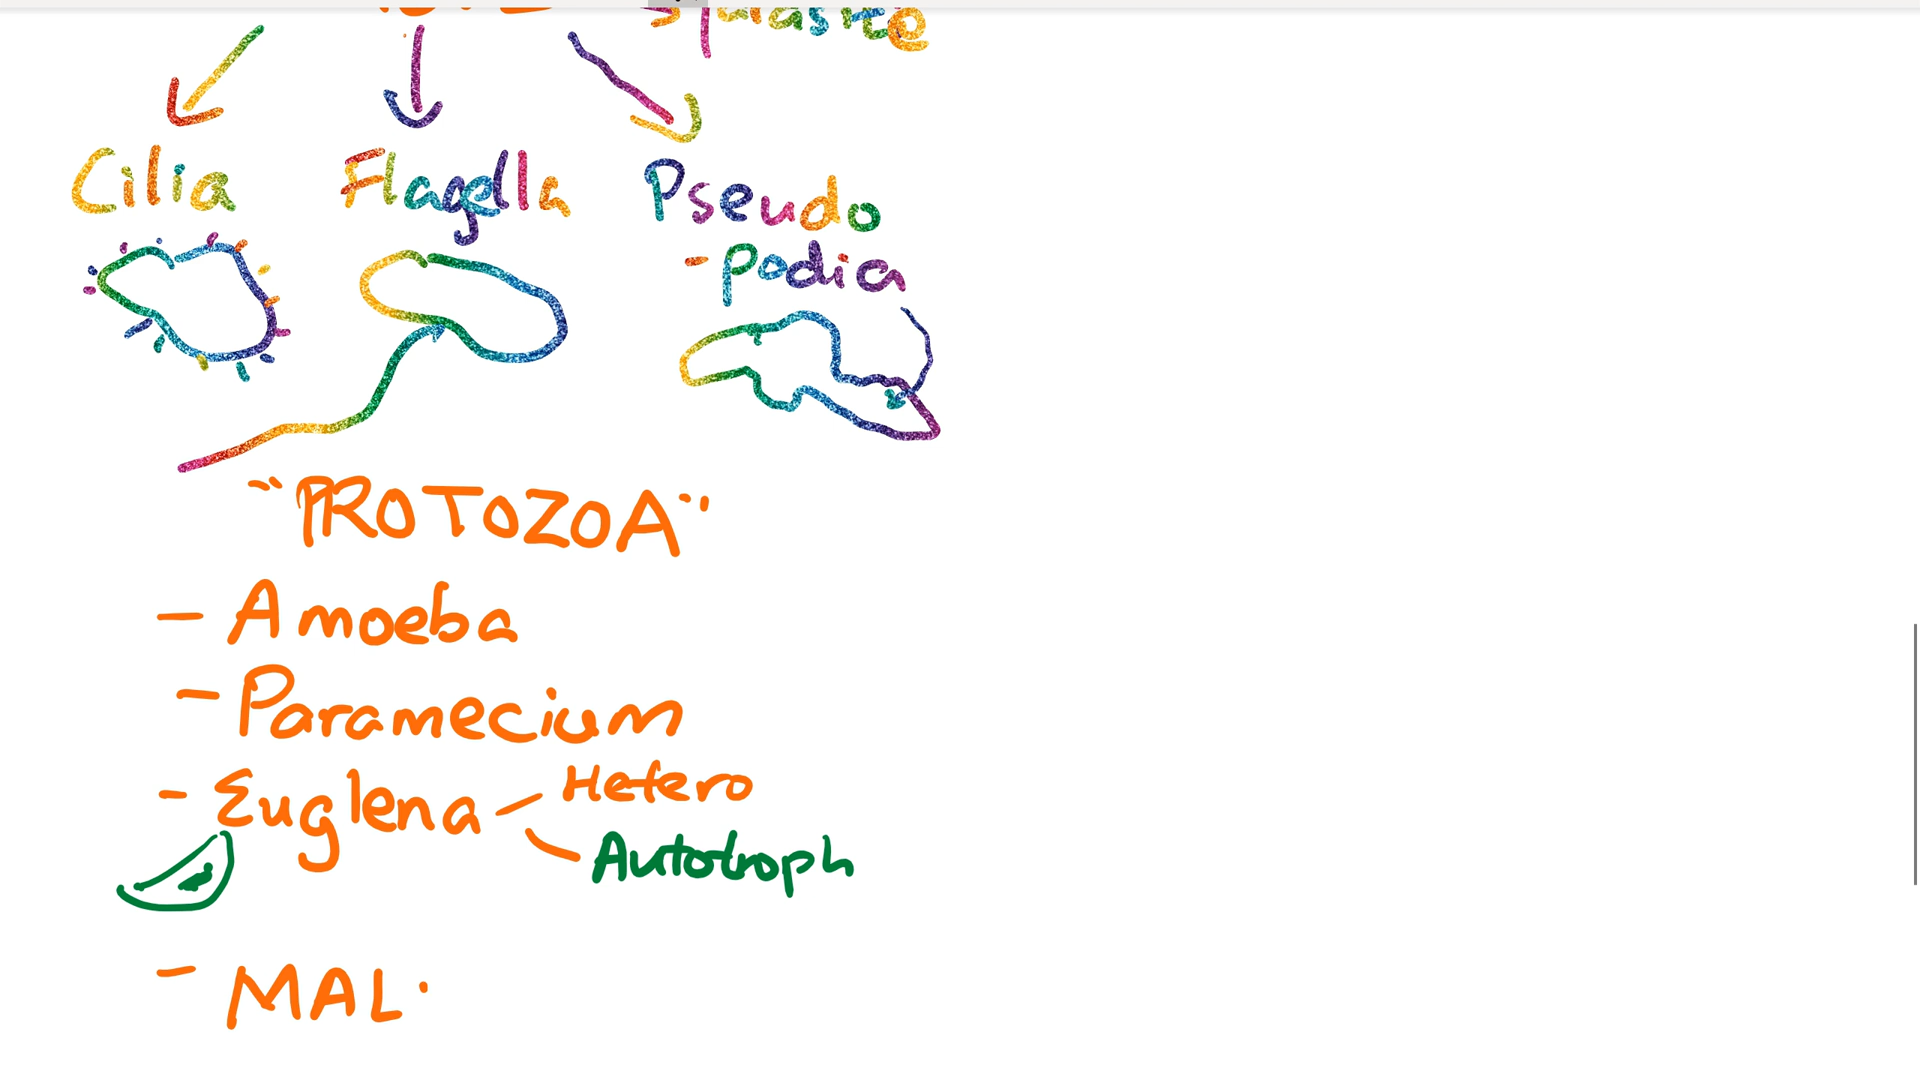 Cilia Flagella Pseudo
- podia
"PROTOZOA"
- Amoeba
- Paramecium
- Euglena - Hetero
- Autotroph
- MAL.